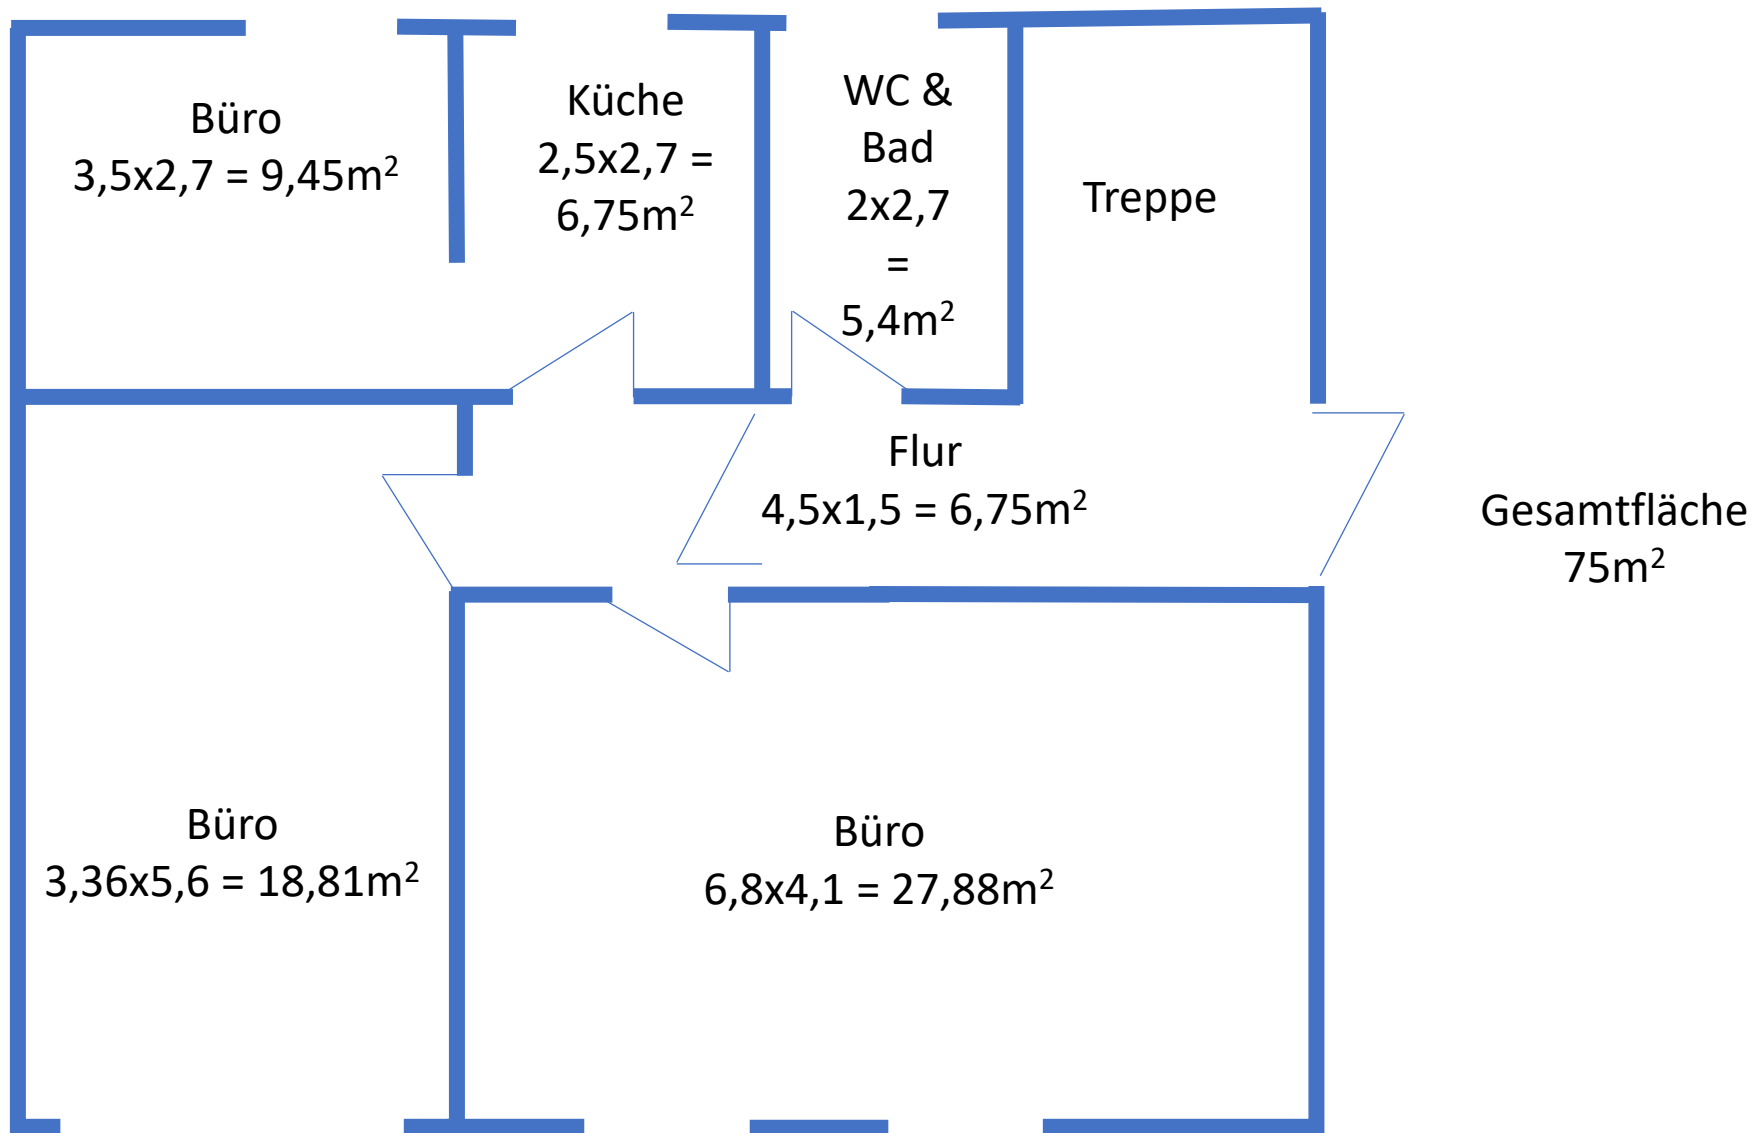 Büro
3,5x2,7 = 9,45m²
Küche
2,5x2,7 =
6,75m²
WC &
Bad
2x2,7
=
5,4m²
Treppe
Flur
4,5x1,5 = 6,75m²
Gesamtfläche
75m²
Büro
3,36x5,6 = 18,81m²
Büro
6,8x4,1 = 27,88m²